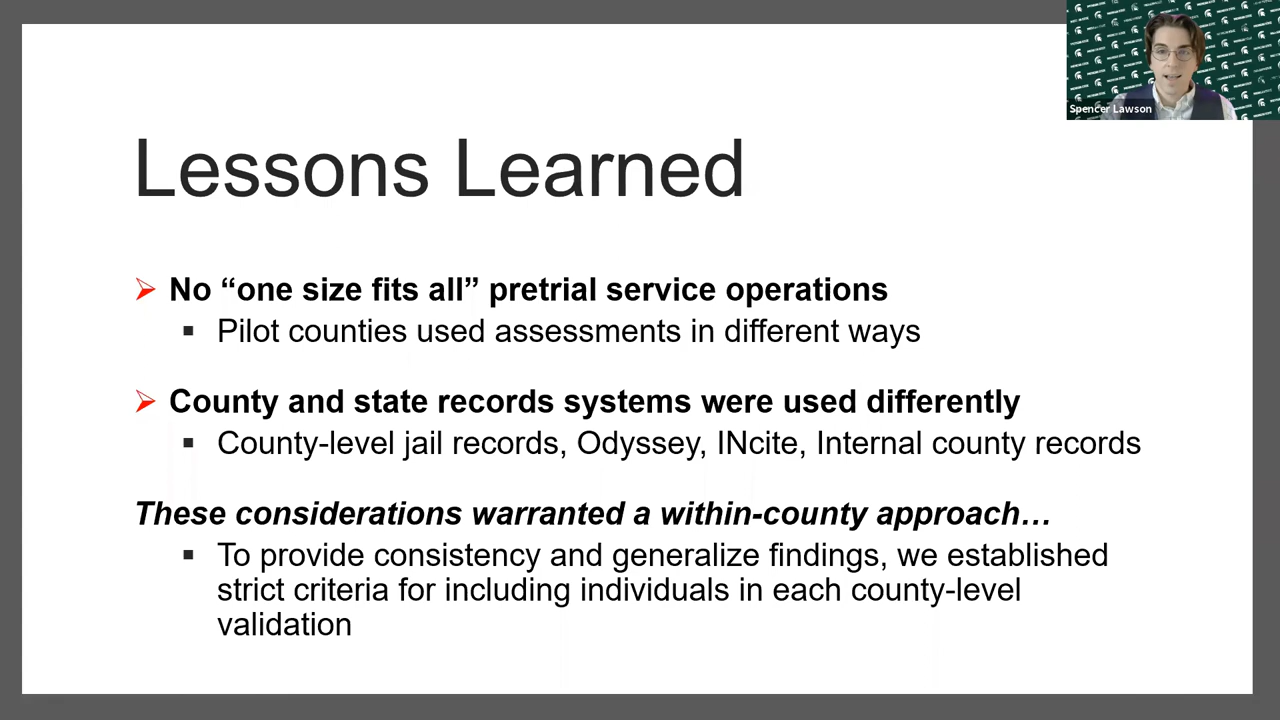 Spencer Lawson
Lessons Learned
No “one size fits all” pretrial service operations
Pilot counties used assessments in different ways
County and state records systems were used differently
County-level jail records, Odyssey, INcite, Internal county records
These considerations warranted a within-county approach…
To provide consistency and generalize findings, we established
strict criteria for including individuals in each county-level
validation